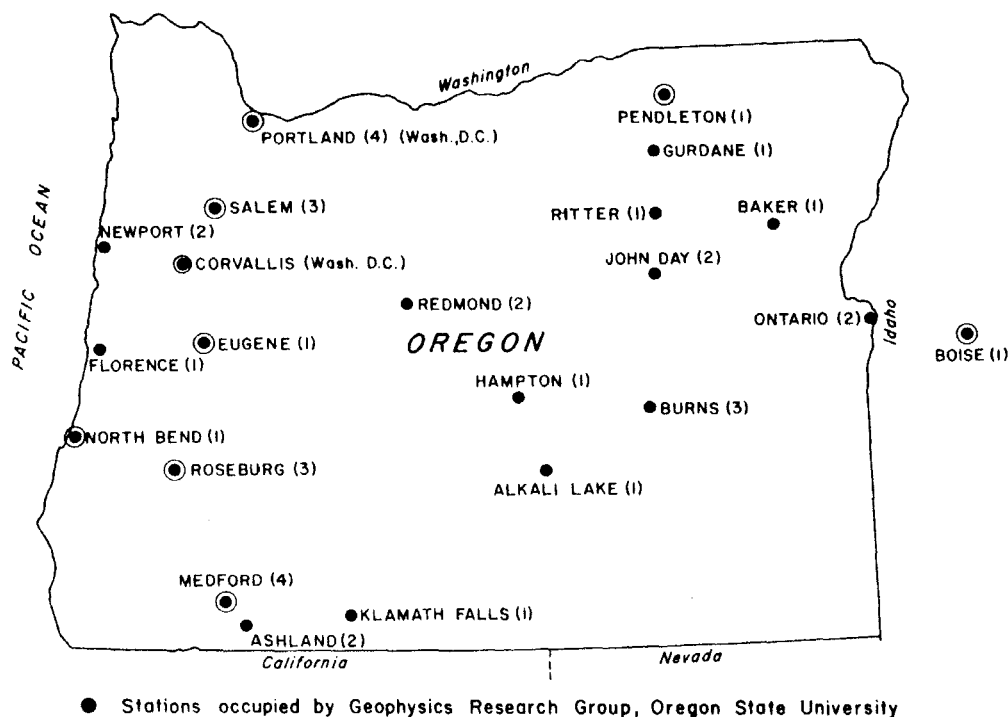 Washington
PORTLAND (4) (Wash.,D.C.)
PENDLETON (1)
GURDANE (1)
SALEM (3)
RITTER (1)
BAKER (1)
NEWPORT (2)
CORVALLIS (Wash. D.C.)
JOHN DAY (2)
PACIFIC OCEAN
REDMOND (2)
ONTARIO (2)
Idaho
EUGENE (1)
OREGON
BOISE (1)
FLORENCE (1)
HAMPTON (1)
BURNS (3)
NORTH BEND (1)
ROSEBURG (3)
ALKALI LAKE (1)
MEDFORD (4)
KLAMATH FALLS (1)
ASHLAND (2)
California
Nevada
Stations occupied by Geophysics Research Group, Oregon State University